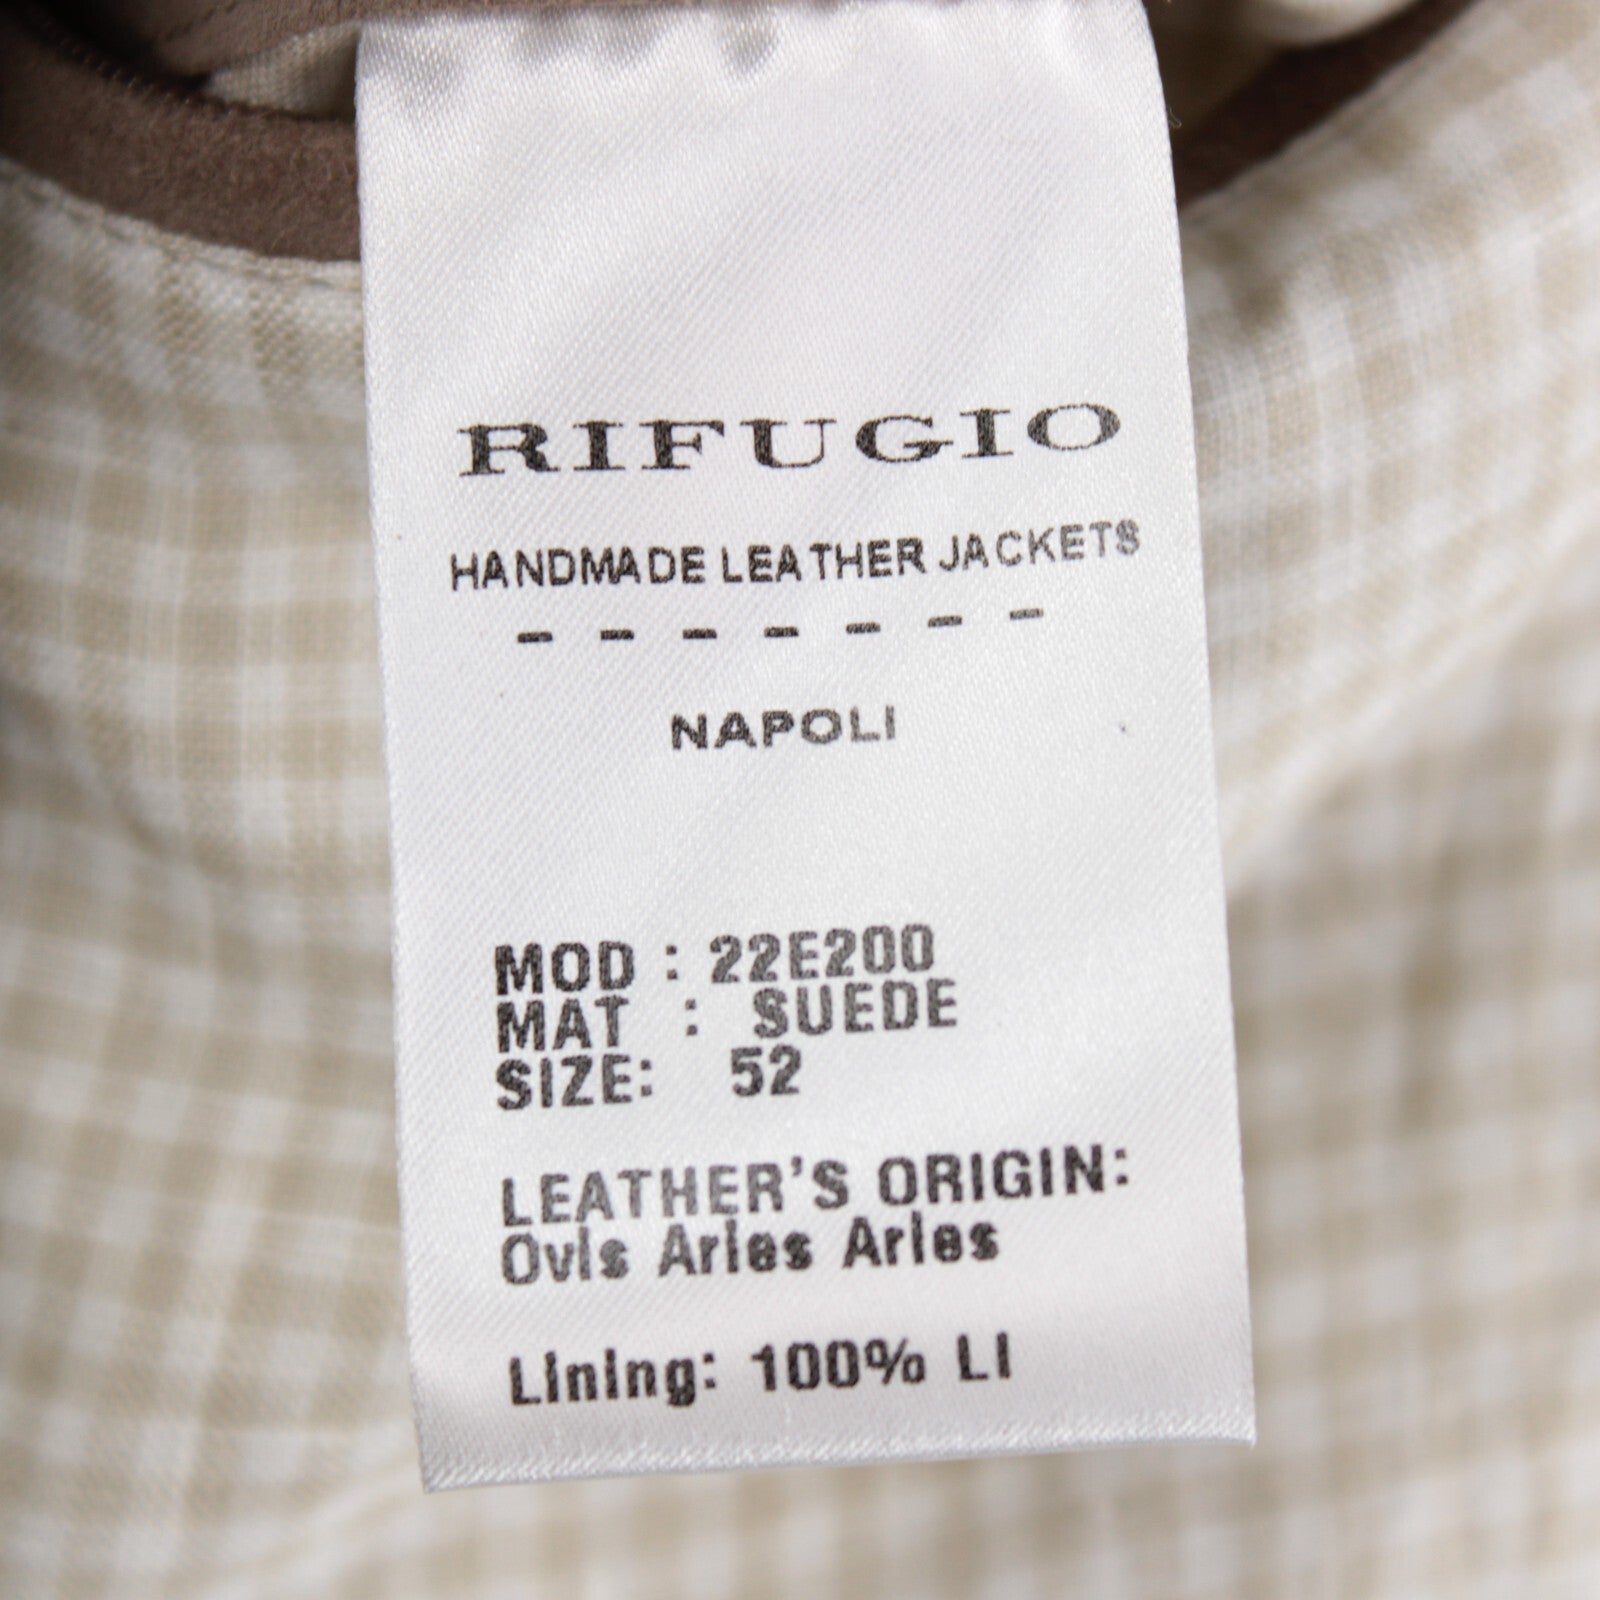 RIFUGIO
HANDMADE LEATHER JACKETS
- - - - - - -
NAPOLI
MOD : 22E200
MAT : SUEDE
SIZE: 52
LEATHER'S ORIGIN:
Ovis Aries Aries
Lining: 100% LI